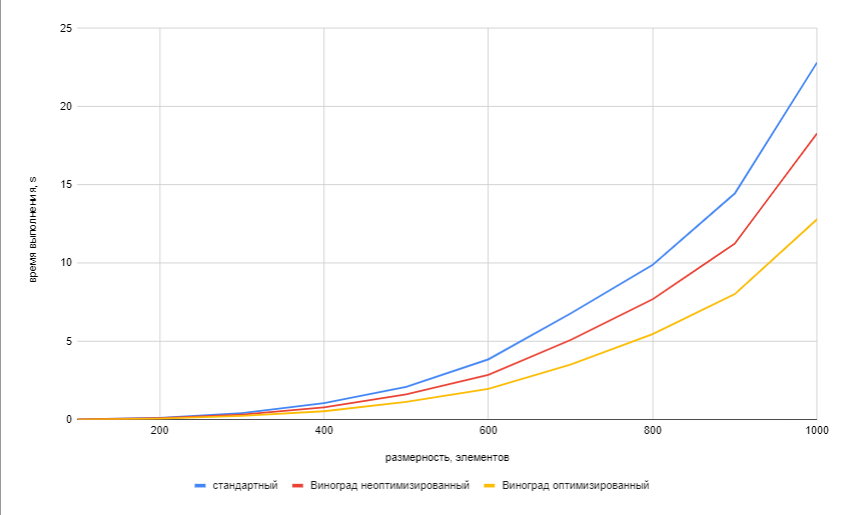 25
20
15
10
5
0
время выполнения, s
200 400 600 800 1000
размерность, элементов
стандартный Виноград неоптимизированный Виноград оптимизированный